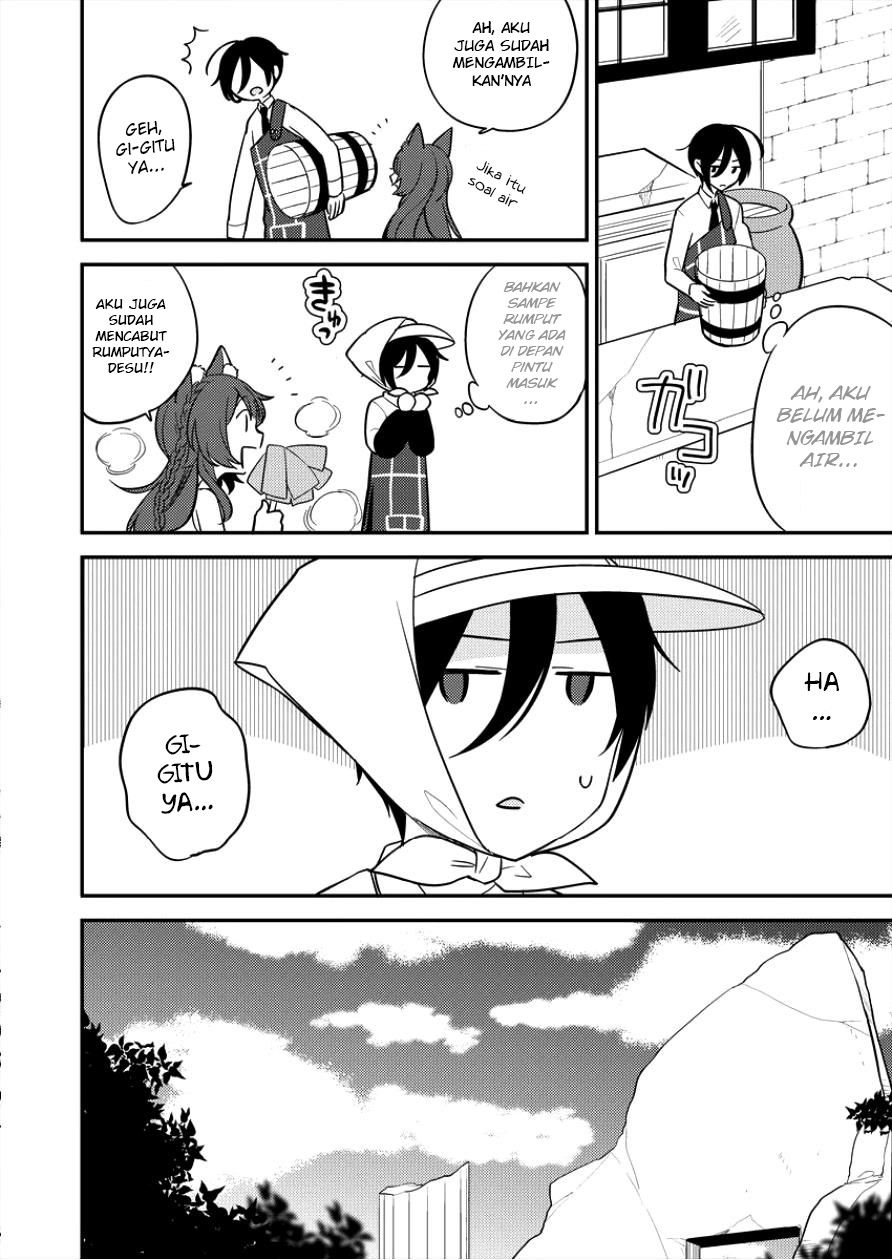 AH, AKU
BELUM ME-
NGAMBIL
AIR...
ガコッ
AH, AKU
JUGA SUDAH
MENGAMBIL-
KAN'NYA
Jika itu
soal air
GEH,
GI-GITU
YA...
BAHKAN
SAMPE
RUMPUT
YANG ADA
DI DEPAN
PINTU
MASUK
...
きゅっ
AKU JUGA
SUDAH
MENCABUT
RUMPUTYA-
DESU!!
HA
...
GI-
GITU
YA...